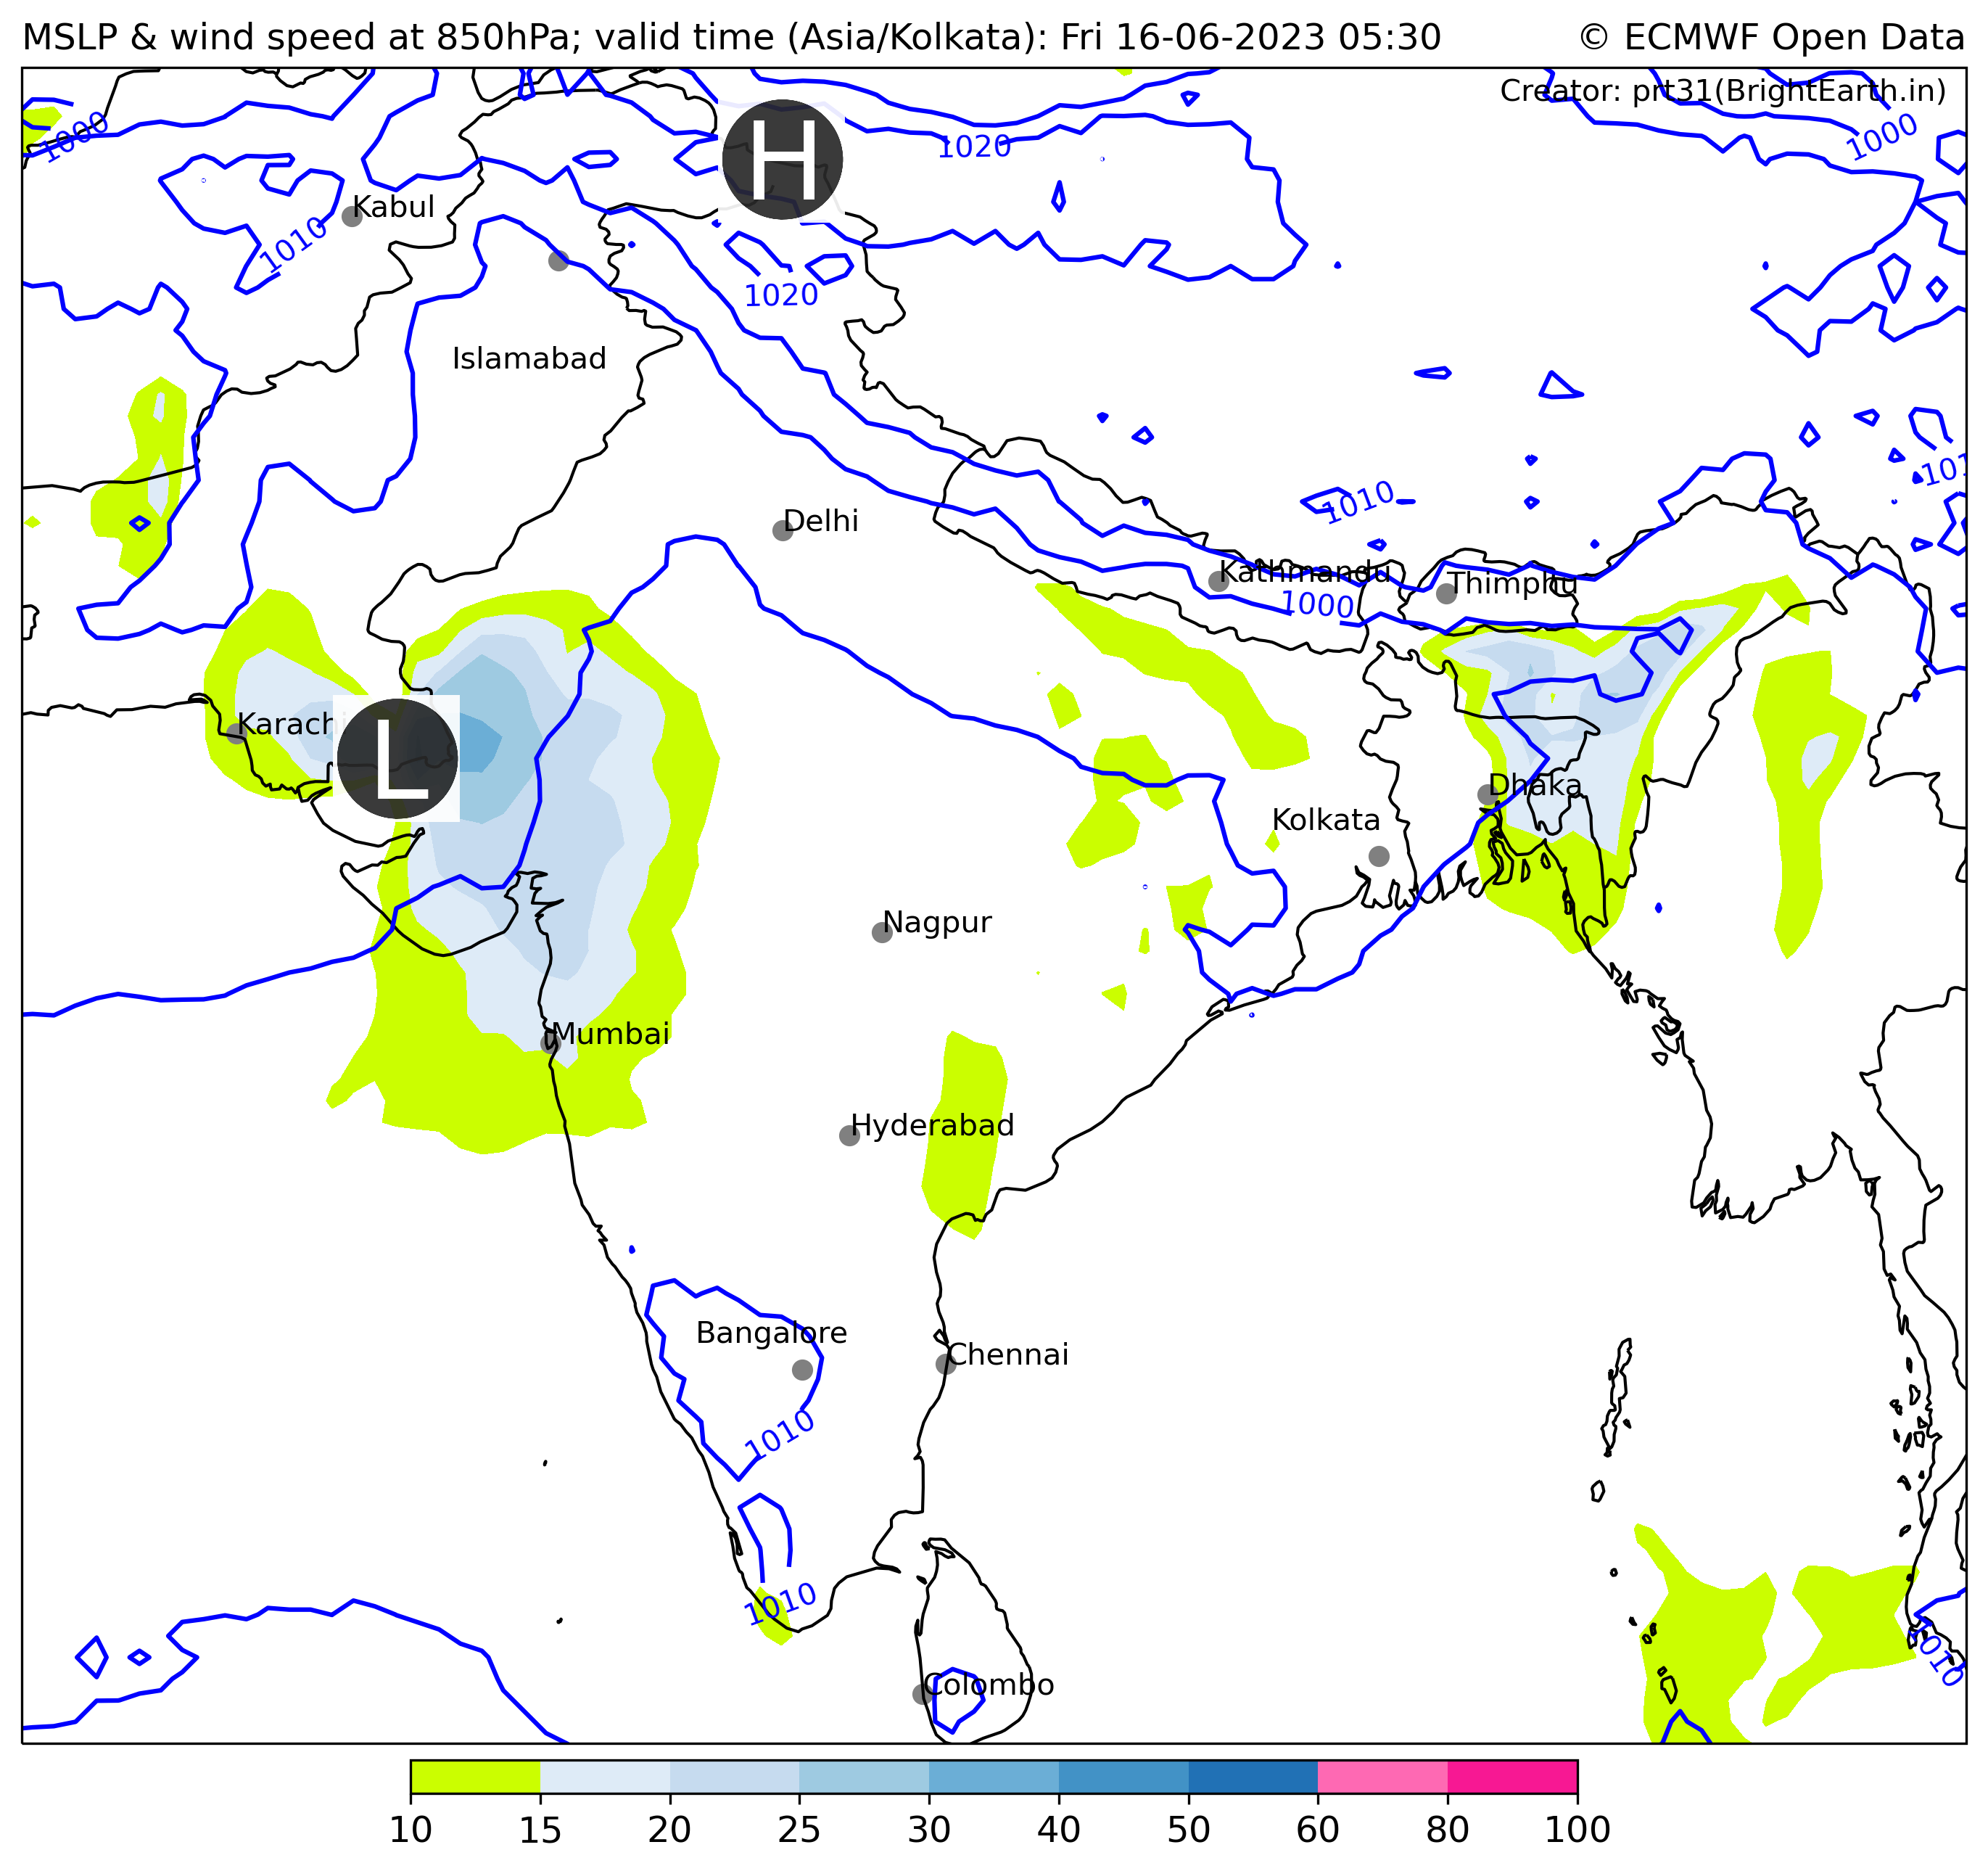 MSLP & wind speed at 850hPa; valid time (Asia/Kolkata): Fri 16-06-2023 05:30
© ECMWF Open Data
Creator: prt31(BrightEarth.in)
1000
1000
H
1020
Kabul
1010
1020
Islamabad
101
1010
Delhi
Kathmandu
Thimphu
1000
Karachi
L
Dhaka
Kolkata
Nagpur
Mumbai
Hyderabad
Bangalore
Chennai
1010
1010
1010
Colombo
10 15 20 25 30 40 50 60 80 100